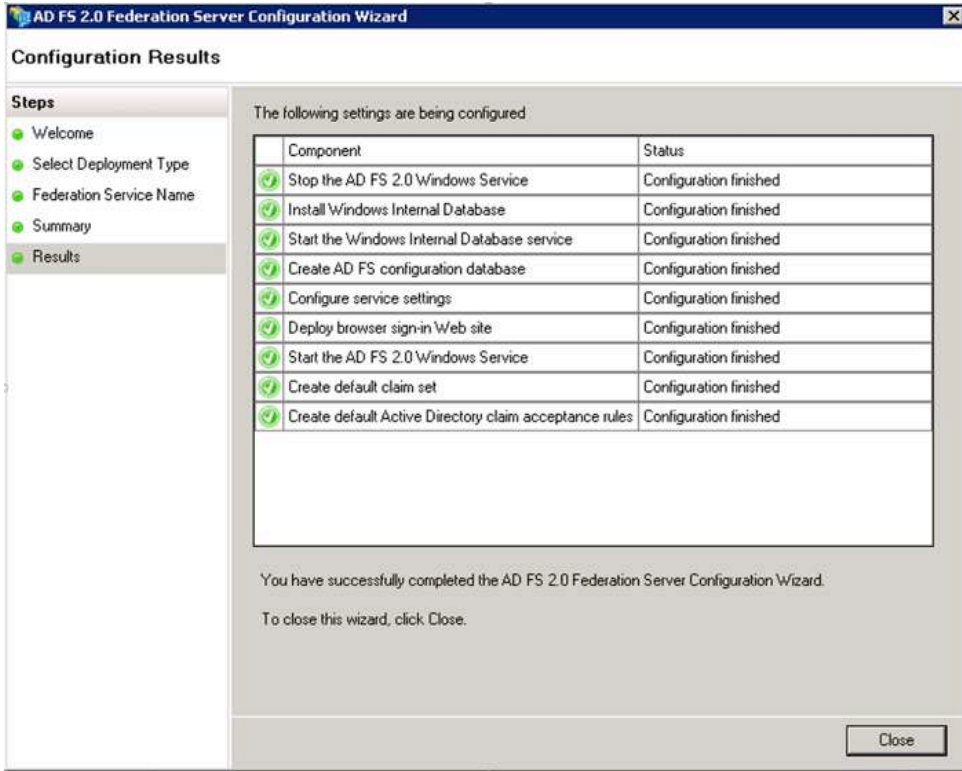 AD FS 2.0 Federation Server Configuration Wizard
Configuration Results
Steps
Welcome
Select Deployment Type
Federation Service Name
Summary
Results
The following settings are being configured
Component Status
Stop the AD FS 2.0 Windows Service Configuration finished
Install Windows Internal Database Configuration finished
Start the Windows Internal Database service Configuration finished
Create AD FS configuration database Configuration finished
Configure service settings Configuration finished
Deploy browser sign-in Web site Configuration finished
Start the AD FS 2.0 Windows Service Configuration finished
Create default claim set Configuration finished
Create default Active Directory claim acceptance rules Configuration finished
You have successfully completed the AD FS 2.0 Federation Server Configuration Wizard.
To close this wizard, click Close.
Close